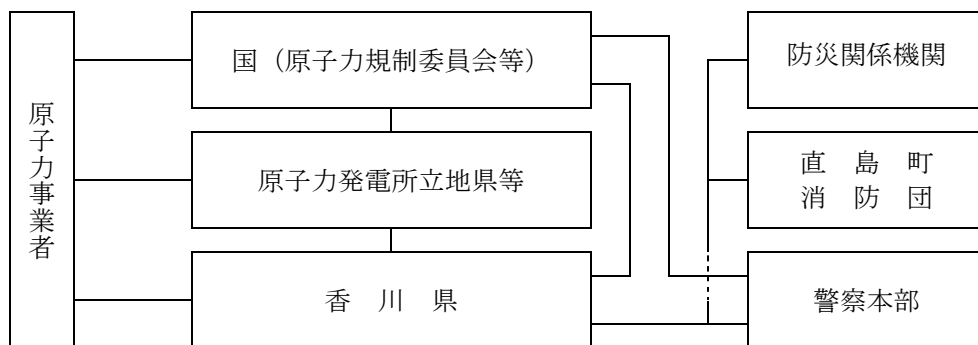 原子力事業者
国（原子力規制委員会等）
原子力発電所立地県等
香　川　県
防災関係機関
直　島　町
消　防　団
警察本部